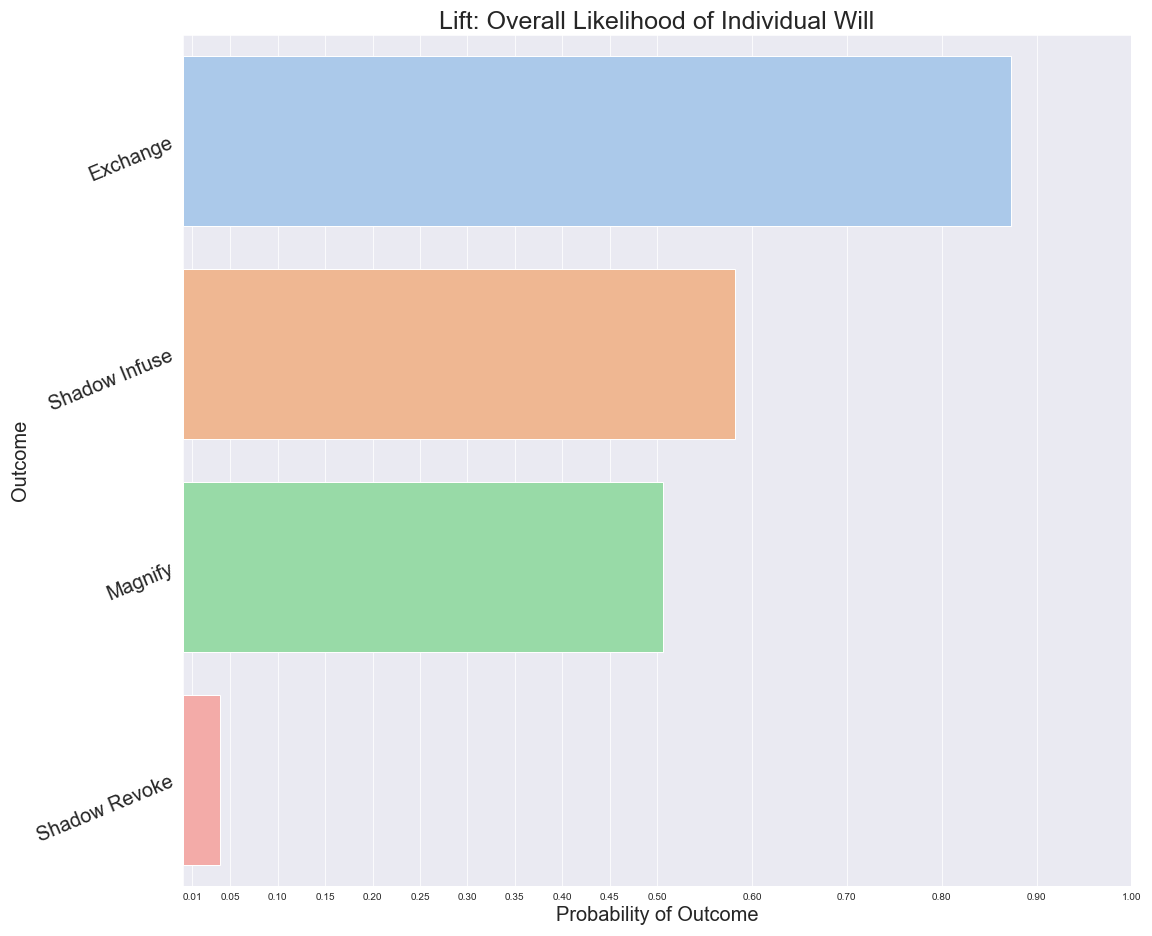 Lift: Overall Likelihood of Individual Will
Exchange
Shadow Infuse
Magnify
Shadow Revoke
Outcome
0.01 0.05 0.10 0.15 0.20 0.25 0.30 0.35 0.40 0.45 0.50 0.60 0.70 0.80 0.90 1.00
Probability of Outcome